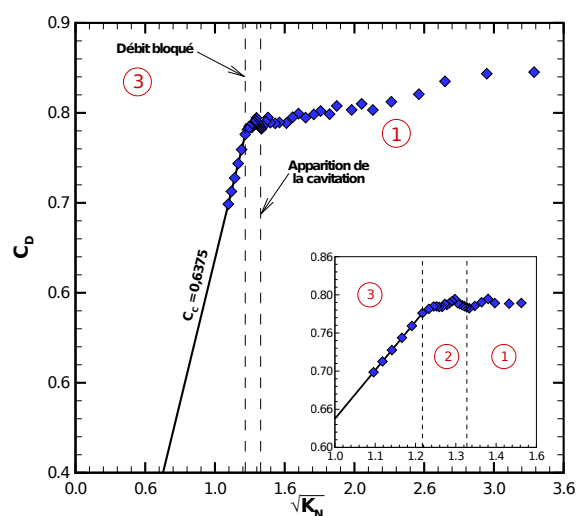 0.9
Débit bloqué
3
0.8
1
Apparition de
la cavitation
0.7
C_D
C_C = 0,6375
0.86
3
0.80
0.76
2
1
0.70
0.66
0.60
1.0 1.1 1.2 1.3 1.4 1.5 1.6
0.6
0.6
0.4
0.0 0.6 1.0 1.6 2.0 2.6 3.0 3.6
√K_N